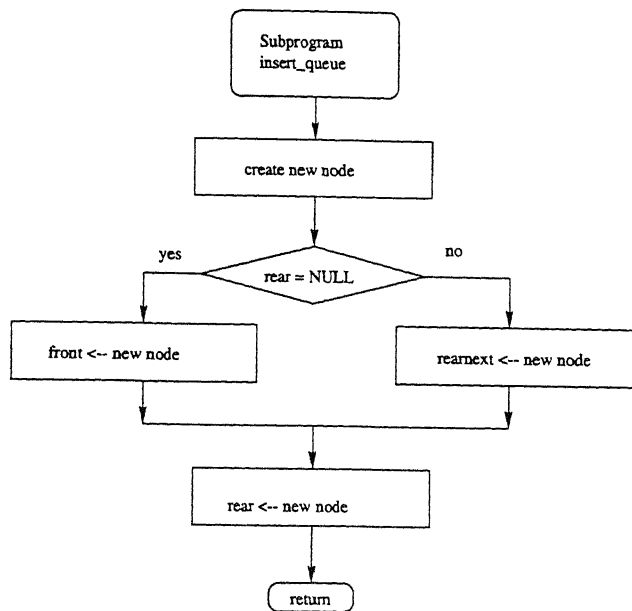 Subprogram
insert_queue
create new node
yes
no
rear = NULL
front <-- new node
rearnext <-- new node
rear <-- new node
return